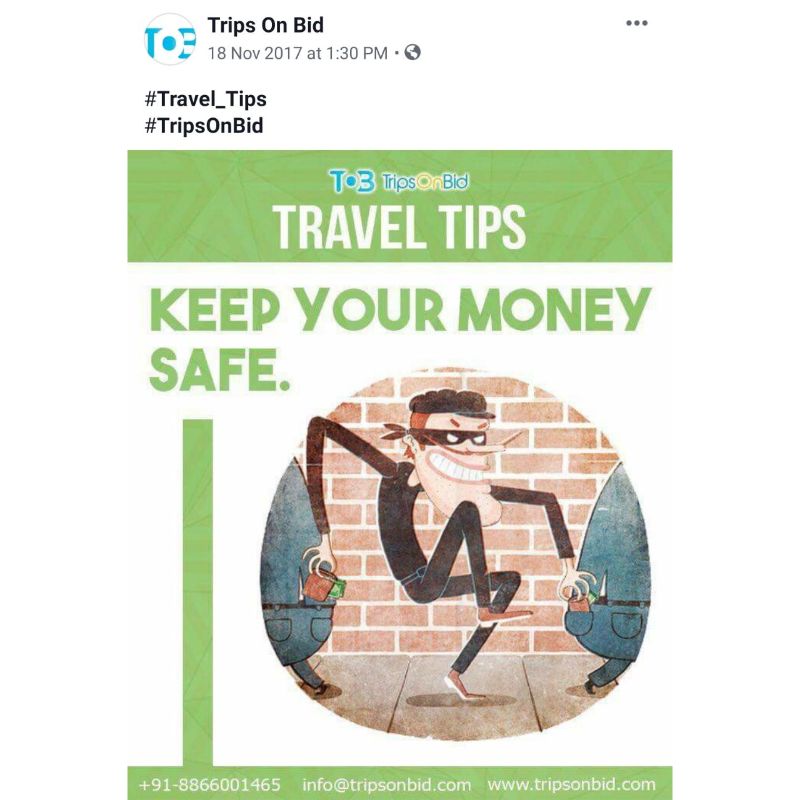 Trips On Bid
18 Nov 2017 at 1:30 PM •
#Travel_Tips
#TripsOnBid
TOB TripsOnBid
TRAVEL TIPS
KEEP YOUR MONEY
SAFE.
+91-8866001465 info@tripsonbid.com www.tripsonbid.com